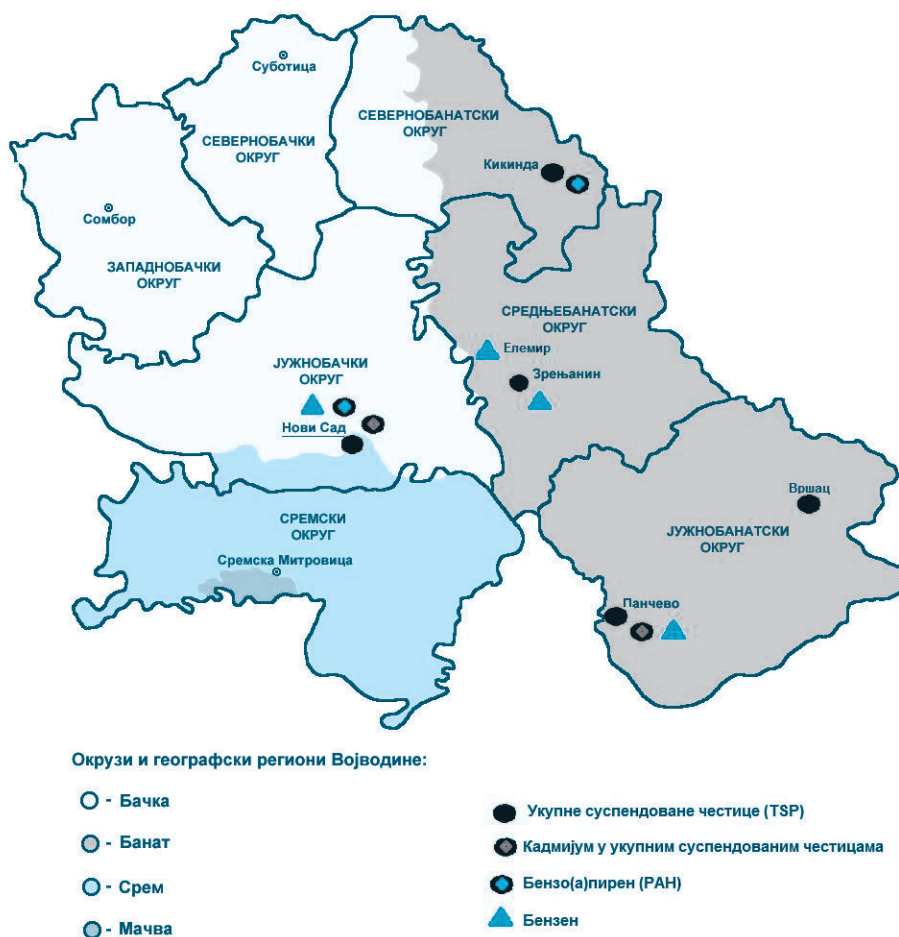 Суботица
СЕВЕРНОБАНАТСКИ
ОКРУГ
СЕВЕРНОБАЧКИ
ОКРУГ
Кикинда
Сомбор
ЗАПАДНОБАЧКИ
ОКРУГ
СРЕДЊЕБАНАТСКИ
ОКРУГ
Елемир
ЈУЖНОБАЧКИ
ОКРУГ
Зрењанин
Нови Сад
Вршац
СРЕМСКИ
ОКРУГ
ЈУЖНОБАНАТСКИ
ОКРУГ
Сремска Митровица
Панчево
Окрузи и географски региони Војводине:
- Бачка
- Банат
- Срем
- Мачва
Укупне суспендоване честице (TSP)
Кадмијум у укупним суспендованим честицама
Бензо(а)пирен (PAH)
Бензен